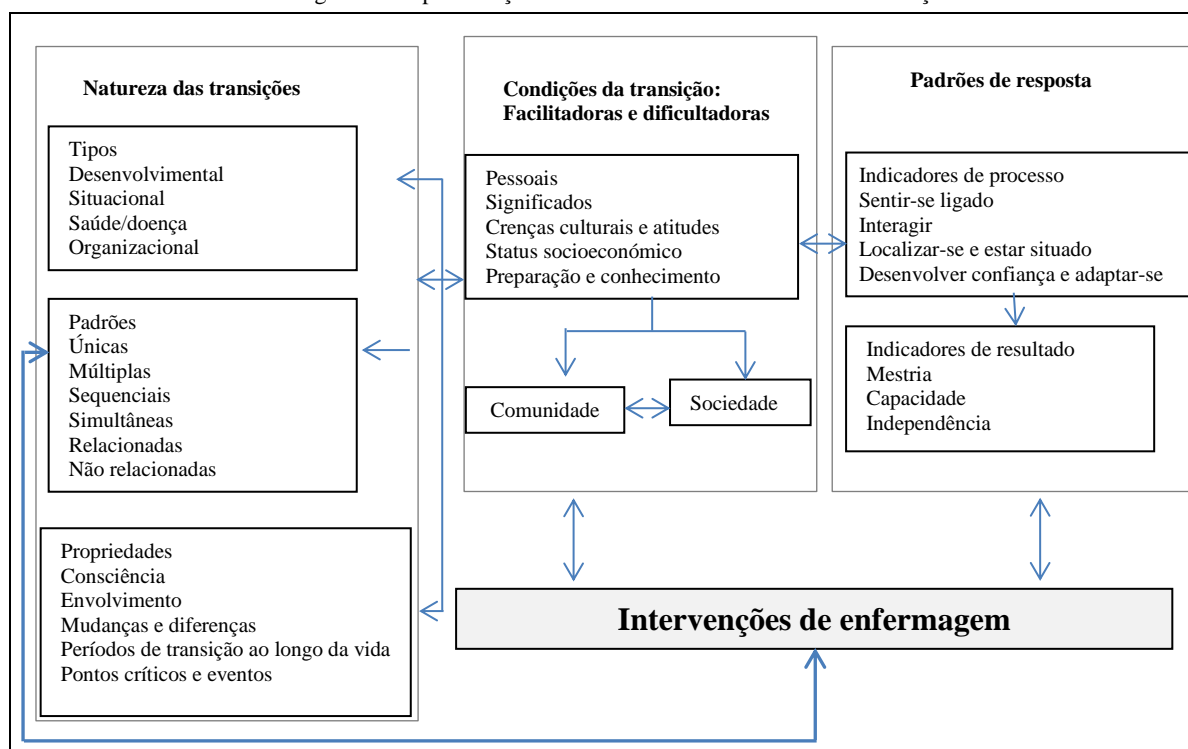 Natureza das transições
Tipos
Desenvolvimental
Situacional
Saúde/doença
Organizacional
Padrões
Únicas
Múltiplas
Sequenciais
Simultâneas
Relacionadas
Não relacionadas
Propriedades
Consciência
Envolvimento
Mudanças e diferenças
Períodos de transição ao longo da vida
Pontos críticos e eventos
Condições da transição:
Facilitadoras e dificultadoras
Pessoais
Significados
Crenças culturais e atitudes
Status socioeconómico
Preparação e conhecimento
Comunidade
Sociedade
Padrões de resposta
Indicadores de processo
Sentir-se ligado
Interagir
Localizar-se e estar situado
Desenvolver confiança e adaptar-se
Indicadores de resultado
Mestria
Capacidade
Independência
Intervenções de enfermagem